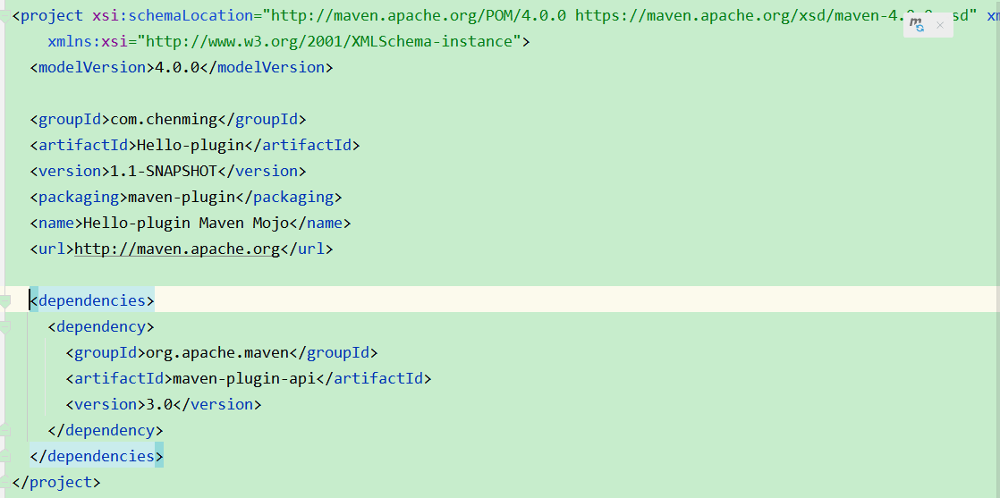 <project xsi:schemaLocation="http://maven.apache.org/POM/4.0.0 https://maven.apache.org/xsd/maven-4.0.0.xsd"
xmlns:xsi="http://www.w3.org/2001/XMLSchema-instance">
<modelVersion>4.0.0</modelVersion>
<groupId>com.chenming</groupId>
<artifactId>Hello-plugin</artifactId>
<version>1.1-SNAPSHOT</version>
<packaging>maven-plugin</packaging>
<name>Hello-plugin Maven Mojo</name>
<url>http://maven.apache.org</url>
<dependencies>
<dependency>
<groupId>org.apache.maven</groupId>
<artifactId>maven-plugin-api</artifactId>
<version>3.0</version>
</dependency>
</dependencies>
</project>